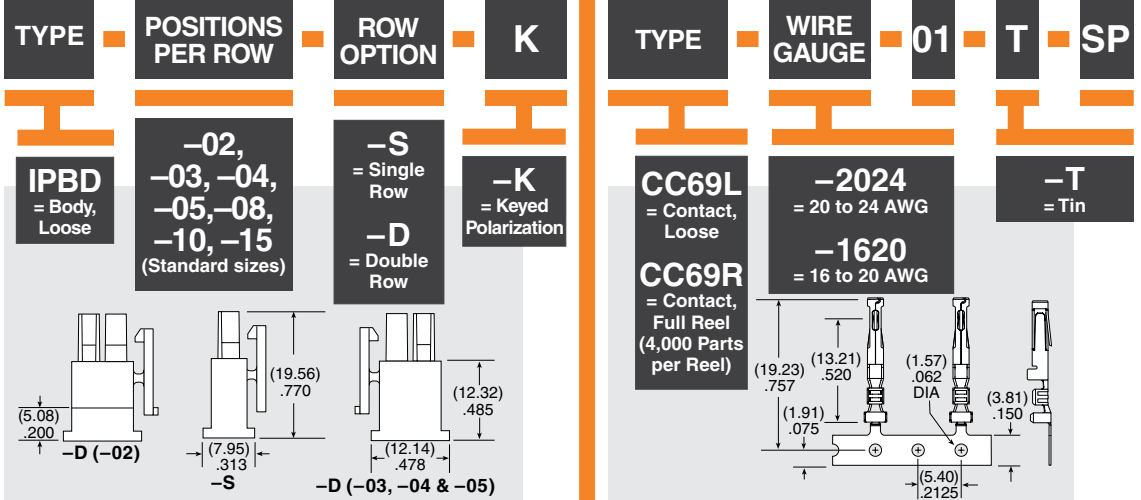 TYPE
POSITIONS
PER ROW
ROW
OPTION
K
IPBD
= Body,
Loose
–02,
–03, –04,
–05,–08,
–10, –15
(Standard sizes)
–S
= Single
Row
–D
= Double
Row
–K
= Keyed
Polarization
(5.08)
.200
–D (–02)
(7.95)
.313
–S
(19.56)
.770
(12.14)
.478
(12.32)
.485
–D (–03, –04 & –05)
TYPE
WIRE
GAUGE
01
T
SP
CC69L
= Contact,
Loose
CC69R
= Contact,
Full Reel
(4,000 Parts
per Reel)
–2024
= 20 to 24 AWG
–1620
= 16 to 20 AWG
–T
= Tin
(19.23)
.757
(13.21)
.520
(1.91)
.075
(1.57)
.062
DIA
(3.81)
.150
(5.40)
.2125